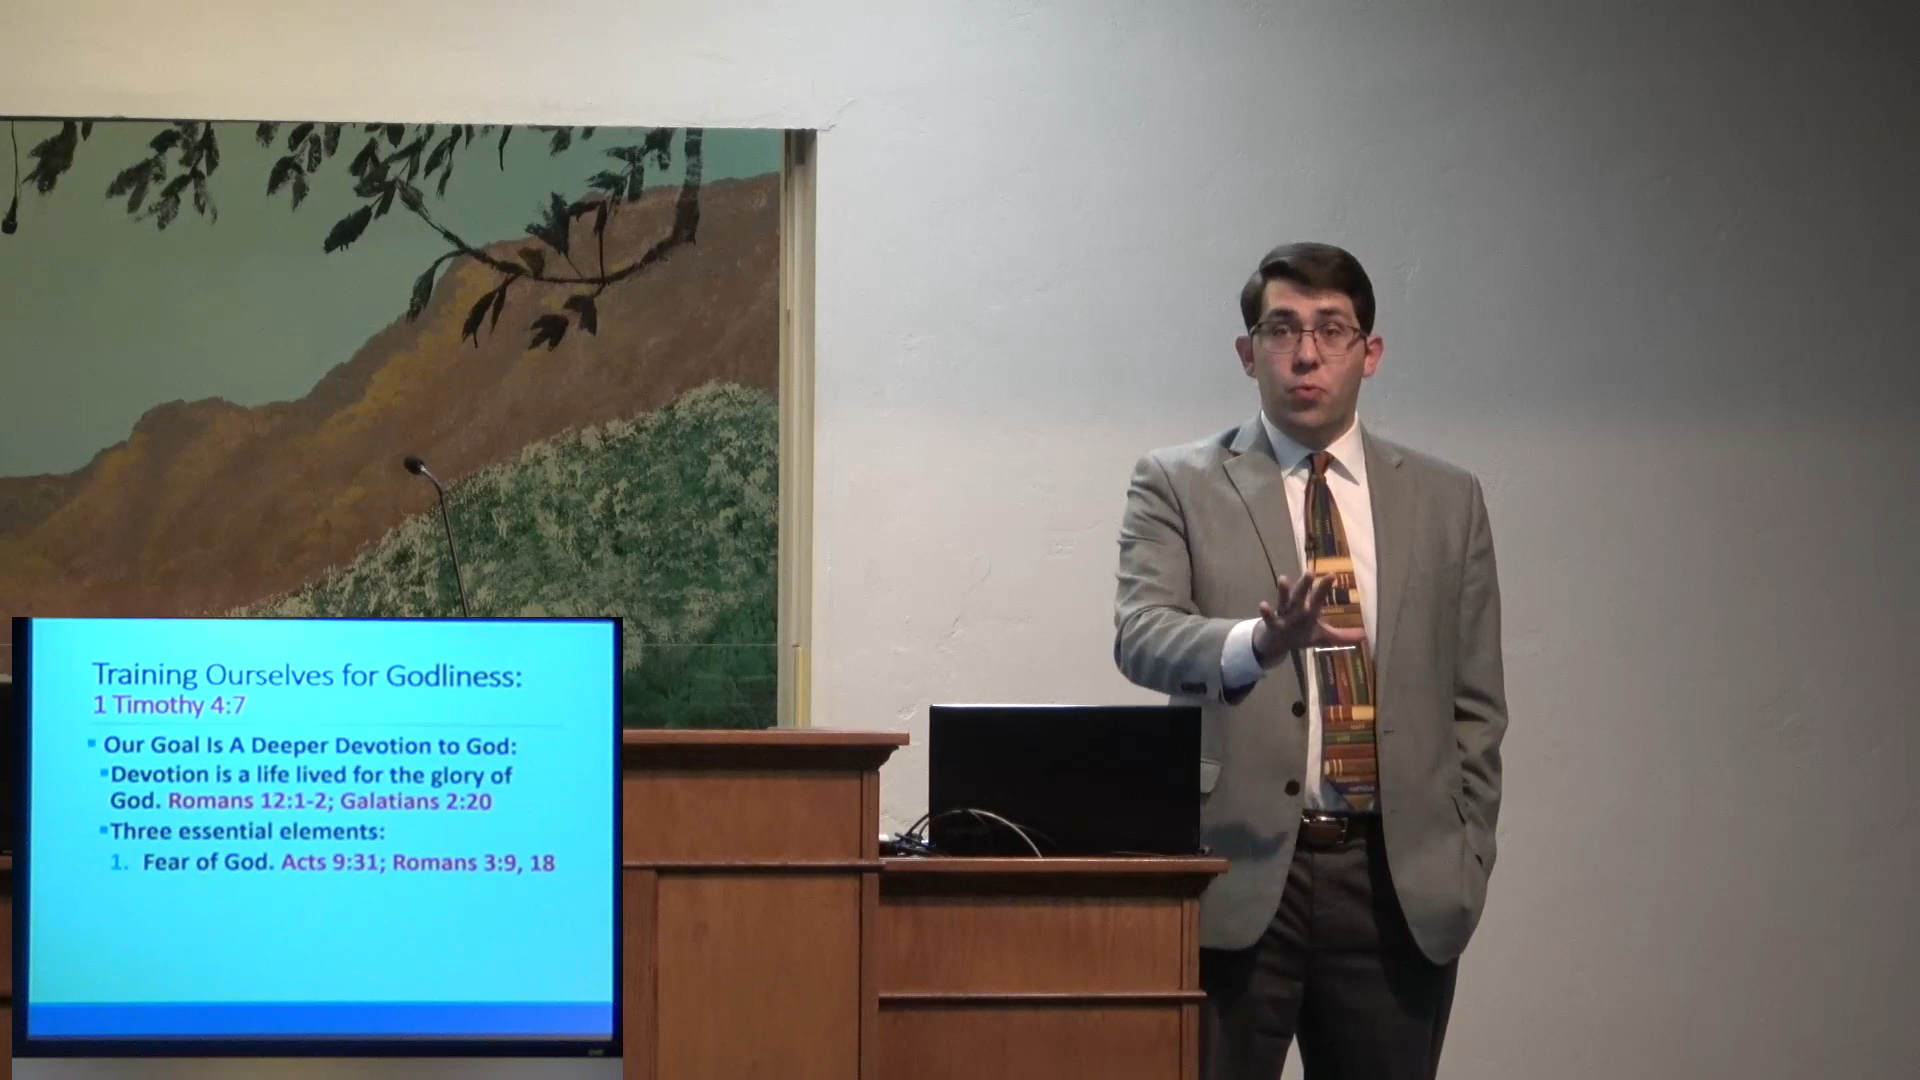 Training Ourselves for Godliness:
1 Timothy 4:7
Our Goal Is A Deeper Devotion to God:
Devotion is a life lived for the glory of
God. Romans 12:1-2; Galatians 2:20
Three essential elements:
1. Fear of God. Acts 9:31; Romans 3:9, 18